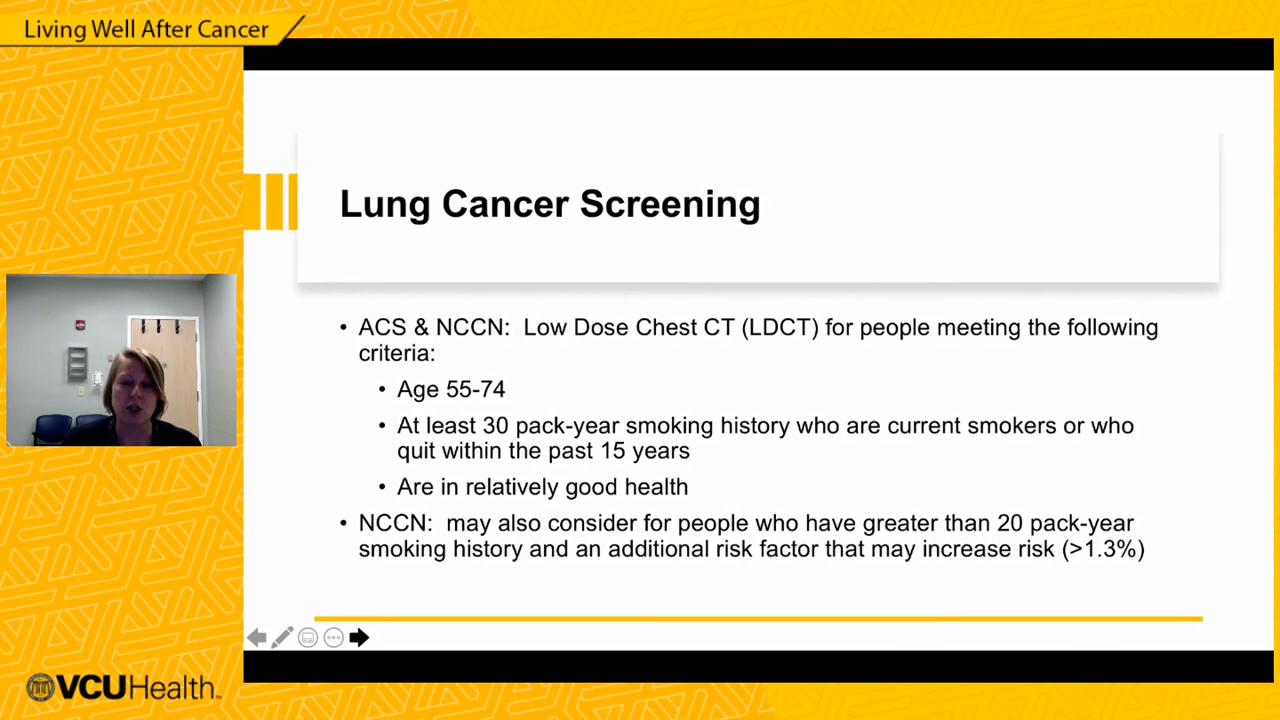 Living Well After Cancer
Lung Cancer Screening
• ACS & NCCN: Low Dose Chest CT (LDCT) for people meeting the following
criteria:
• Age 55-74
• At least 30 pack-year smoking history who are current smokers or who
quit within the past 15 years
• Are in relatively good health
• NCCN: may also consider for people who have greater than 20 pack-year
smoking history and an additional risk factor that may increase risk (>1.3%)
VCUHealth™